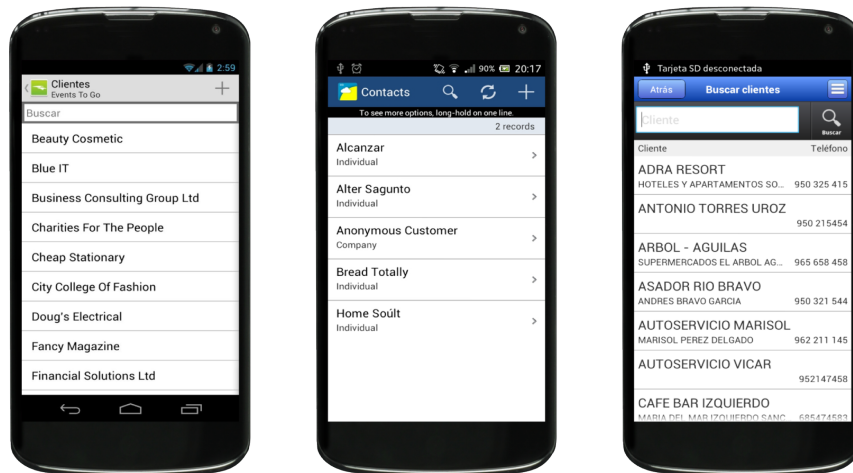 2:59
Clientes
Events To Go
Buscar
Beauty Cosmetic
Blue IT
Business Consulting Group Ltd
Charities For The People
Cheap Stationary
City College Of Fashion
Doug's Electrical
Fancy Magazine
Financial Solutions Ltd
90% 20:17
Contacts
To see more options, long-hold on one line.
2 records
Alcanzar
Individual
Alter Sagunto
Individual
Anonymous Customer
Company
Bread Totally
Individual
Home Soúlt
Individual
Tarjeta SD desconectada
Atrás Buscar clientes
Cliente
Buscar
Cliente Teléfono
ADRA RESORT
HOTELES Y APARTAMENTOS SO... 950 325 415
ANTONIO TORRES UROZ
950 215454
ARBOL - AGUILAS
SUPERMERCADOS EL ARBOL AG... 965 658 458
ASADOR RIO BRAVO
ANDRES BRAVO GARCIA 950 321 544
AUTOSERVICIO MARISOL
MARISOL PEREZ DELGADO 962 211 145
AUTOSERVICIO VICAR
952147458
CAFE BAR IZQUIERDO
MARIA DEL MAR IZQUIERDO SANC 685474583